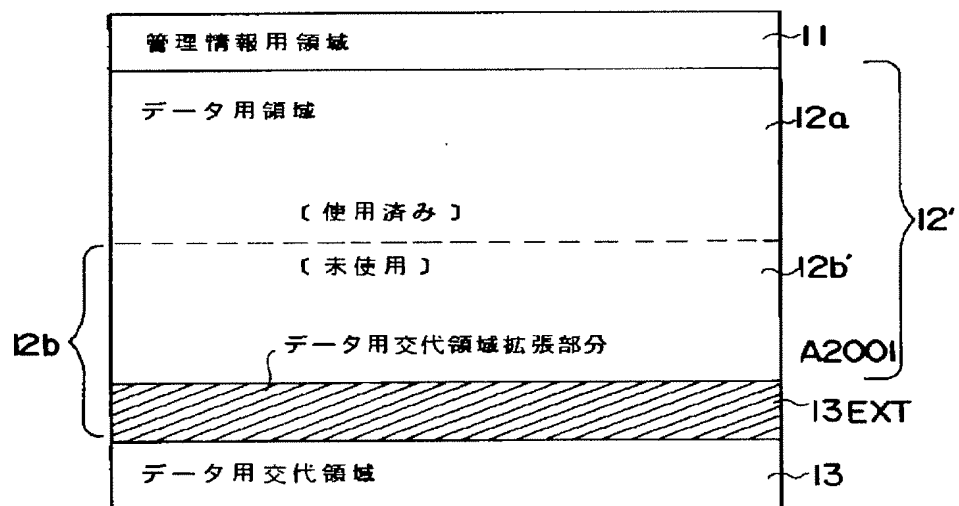 管理情報用領域
11
データ用領域
12a
〔使用済み〕
12'
〔未使用〕
12b'
12b
データ用交代領域拡張部分
A2001
13EXT
データ用交代領域
13